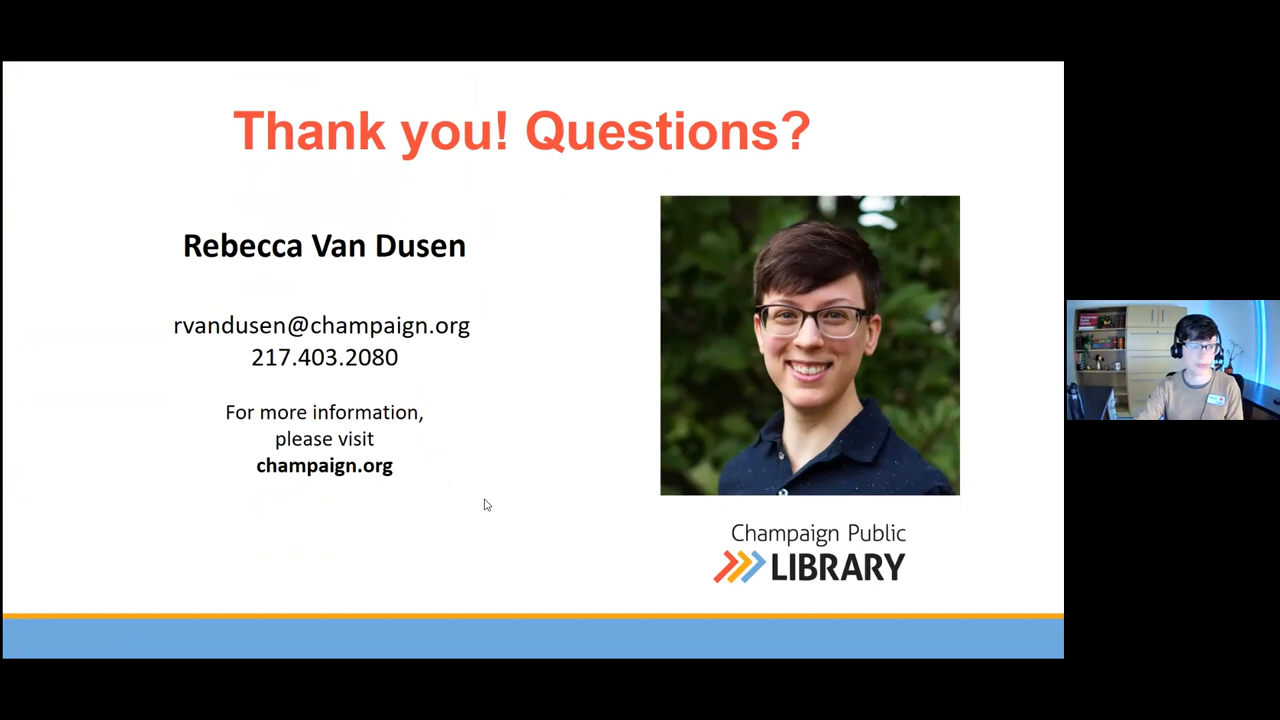 Thank you! Questions?
Rebecca Van Dusen
rvandusen@champaign.org
217.403.2080
For more information,
please visit
champaign.org
Champaign Public
LIBRARY